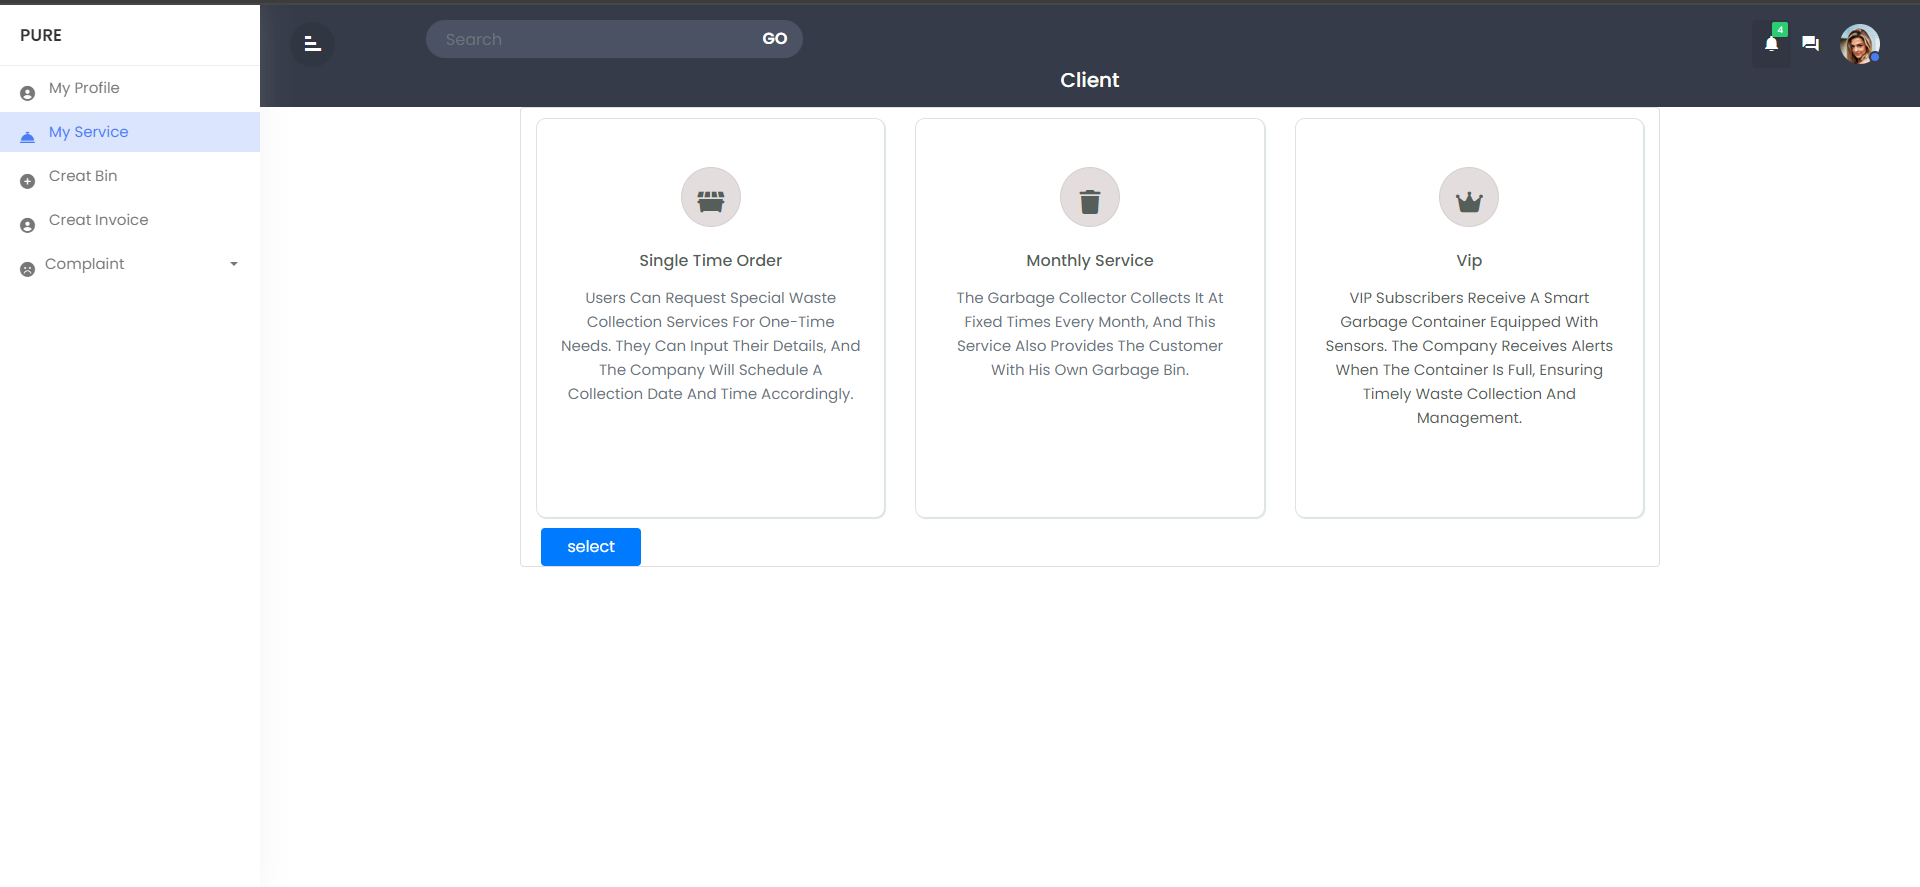 PURE
My Profile
My Service
Creat Bin
Creat Invoice
Complaint
Search
GO
4
Client
Single Time Order
Users Can Request Special Waste
Collection Services For One-Time
Needs. They Can Input Their Details, And
The Company Will Schedule A
Collection Date And Time Accordingly.
Monthly Service
The Garbage Collector Collects It At
Fixed Times Every Month, And This
Service Also Provides The Customer
With His Own Garbage Bin.
Vip
VIP Subscribers Receive A Smart
Garbage Container Equipped With
Sensors. The Company Receives Alerts
When The Container Is Full, Ensuring
Timely Waste Collection And
Management.
select